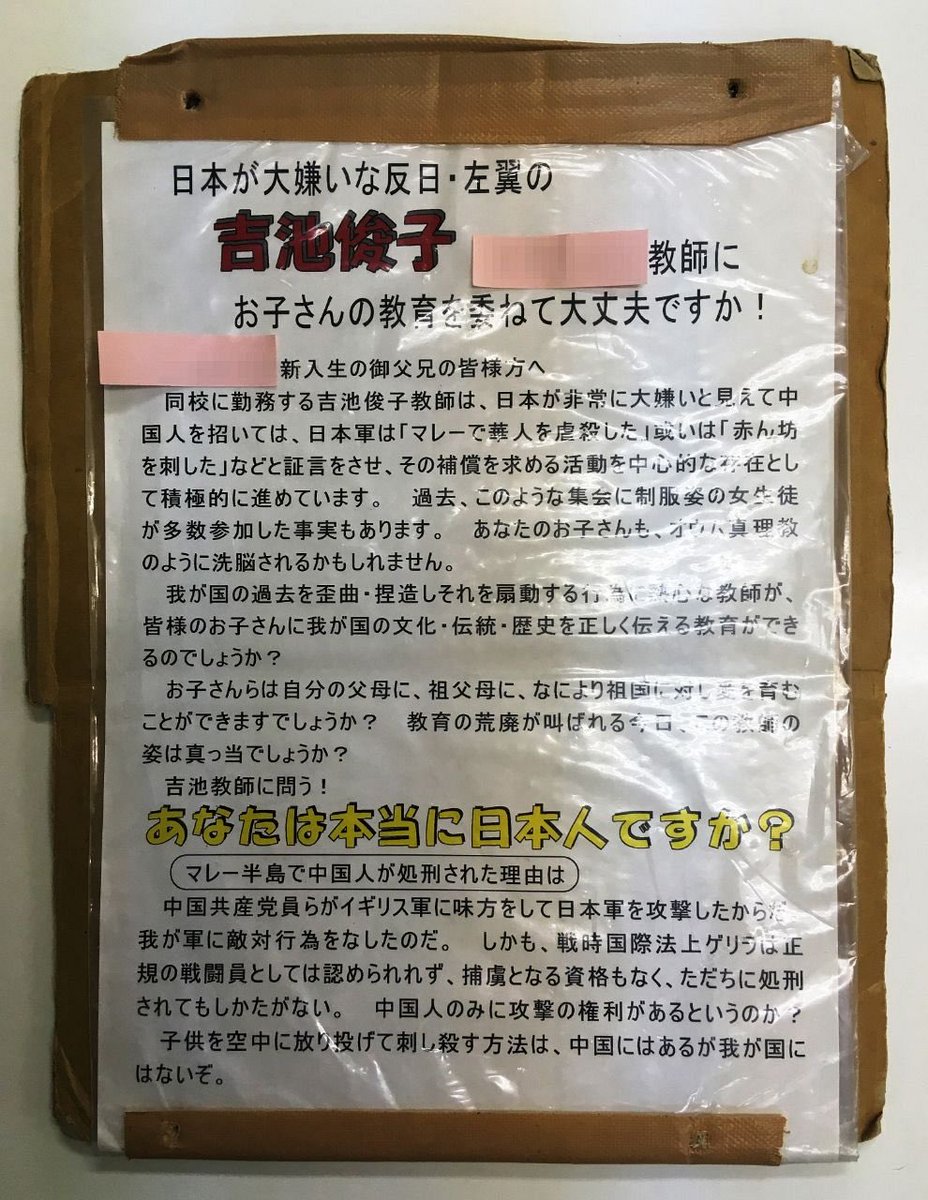 日本が大嫌いな反日・左翼の
吉池俊子 教師に
お子さんの教育を委ねて大丈夫ですか！
新入生の御父兄の皆様方へ
同校に勤務する吉池俊子教師は、日本が非常に大嫌いと見えて中
国人を招いては、日本軍は「マレーで華人を虐殺した」或いは「赤ん坊
を刺した」などと証言をさせ、その補償を求める活動を中心的な存在とし
て積極的に進めています。　過去、このような集会に制服姿の女生徒
が多数参加した事実もあります。　あなたのお子さんも、オウム真理教
のように洗脳されるかもしれません。
我が国の過去を歪曲・捏造しそれを扇動する行為に熱心な教師が、
皆様のお子さんに我が国の文化・伝統・歴史を正しく伝える教育ができ
るのでしょうか？
お子さんらは自分の父母に、祖父母に、なにより祖国に対し愛を育む
ことができますでしょうか？　教育の荒廃が叫ばれる今日、この教師の
姿は真っ当でしょうか？
吉池教師に問う！
あなたは本当に日本人ですか？
マレー半島で中国人が処刑された理由は
中国共産党員らがイギリス軍に味方をして日本軍を攻撃したからだ
我が軍に敵対行為をなしたのだ。　しかも、戦時国際法上ゲリラは正
規の戦闘員としては認められれず、捕虜となる資格もなく、ただちに処刑
されてもしかたがない。　中国人のみに攻撃の権利があるというのか？
子供を空中に放り投げて刺し殺す方法は、中国にはあるが我が国に
はないぞ。